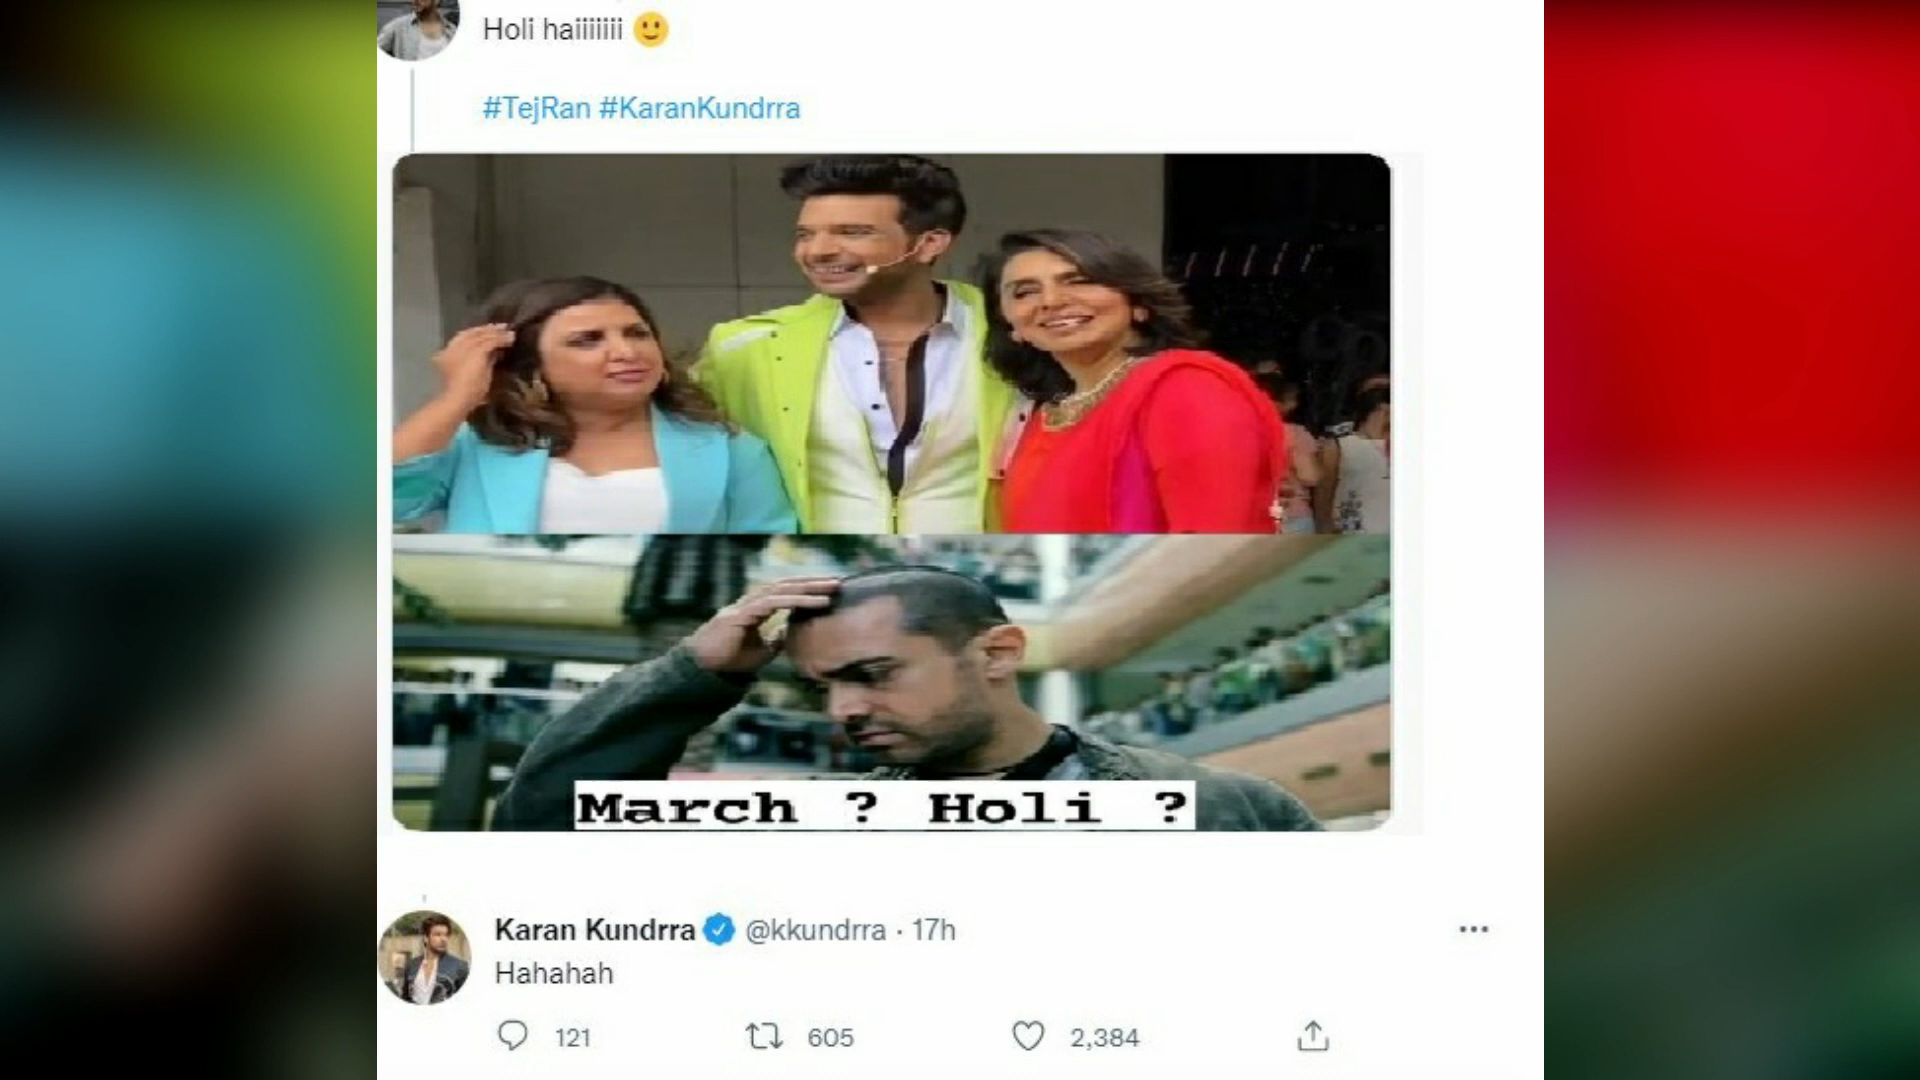 Holi haiiiiiii 🙂
#TejRan #KaranKundrra
March ? Holi ?
Karan Kundrra @kkundrra · 17h
Hahahah
121 605 2,384